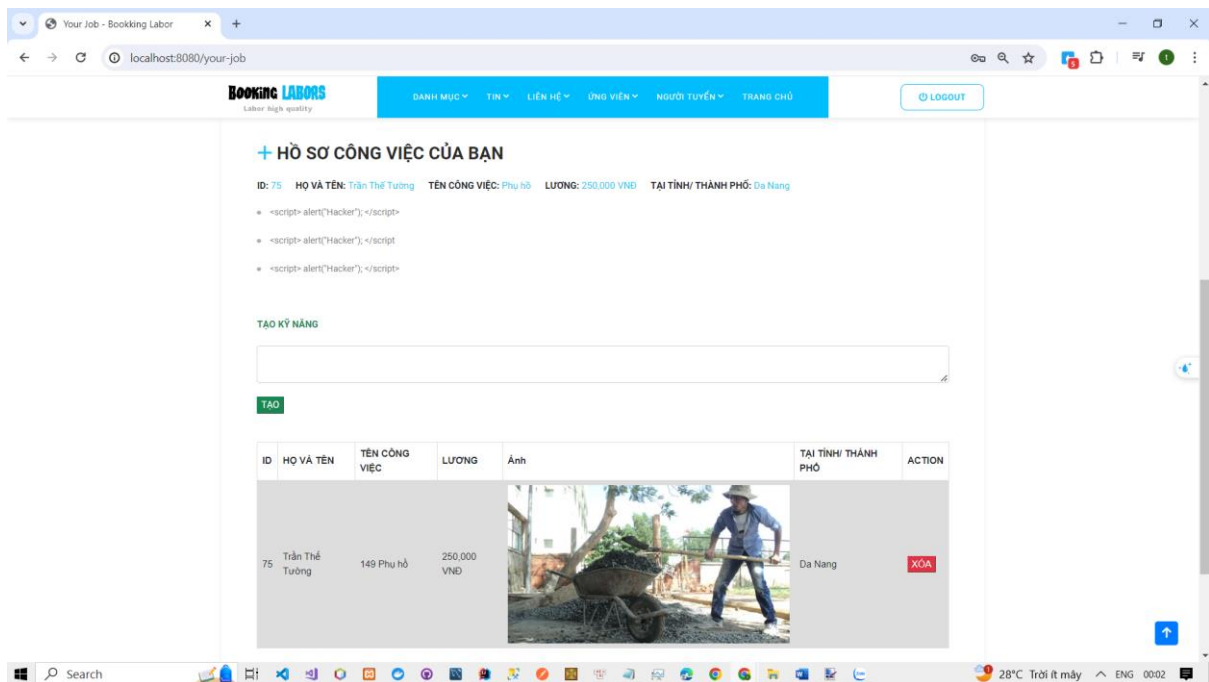 Your Job - Bookking Labor
localhost:8080/your-job
BOOKING LABORS
Labor high quality
DANH MỤC TIN LIÊN HỆ ỨNG VIÊN NGƯỜI TUYỂN TRANG CHỦ
LOGOUT
+ HỒ SƠ CÔNG VIỆC CỦA BẠN
ID: 75 HỌ VÀ TÊN: Trần Thế Tường TÊN CÔNG VIỆC: Phụ hồ LƯƠNG: 250,000 VNĐ TẠI TỈNH/ THÀNH PHỐ: Da Nang
<script> alert("Hacker"); </script>
<script> alert("Hacker"); </script
<script> alert("Hacker"); </script>
TẠO KỸ NĂNG
TẠO
ID HỌ VÀ TÊN TÊN CÔNG VIỆC LƯƠNG Ảnh TẠI TỈNH/ THÀNH PHỐ ACTION
75 Trần Thế Tường 149 Phụ hồ 250,000 VNĐ Da Nang XÓA
Search
28°C Trời ít mây ENG 00:02